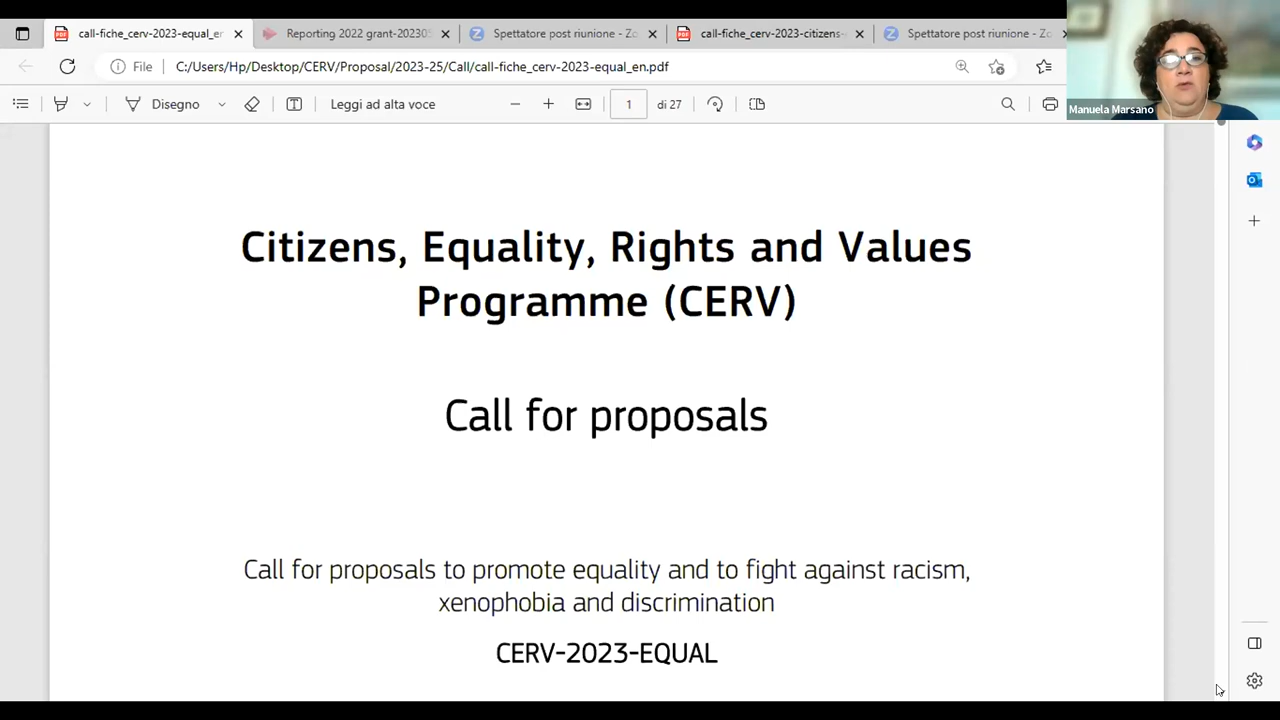 call-fiche_cerv-2023-equal_en
Reporting 2022 grant-20230
Spettatore post riunione - Zo
call-fiche_cerv-2023-citizens-
Spettatore post riunione - Zo
File
C:/Users/Hp/Desktop/CERV/Proposal/2023-25/Call/call-fiche_cerv-2023-equal_en.pdf
Disegno
Leggi ad alta voce
1
di 27
Manuela Marsano
Citizens, Equality, Rights and Values
Programme (CERV)
Call for proposals
Call for proposals to promote equality and to fight against racism,
xenophobia and discrimination
CERV-2023-EQUAL